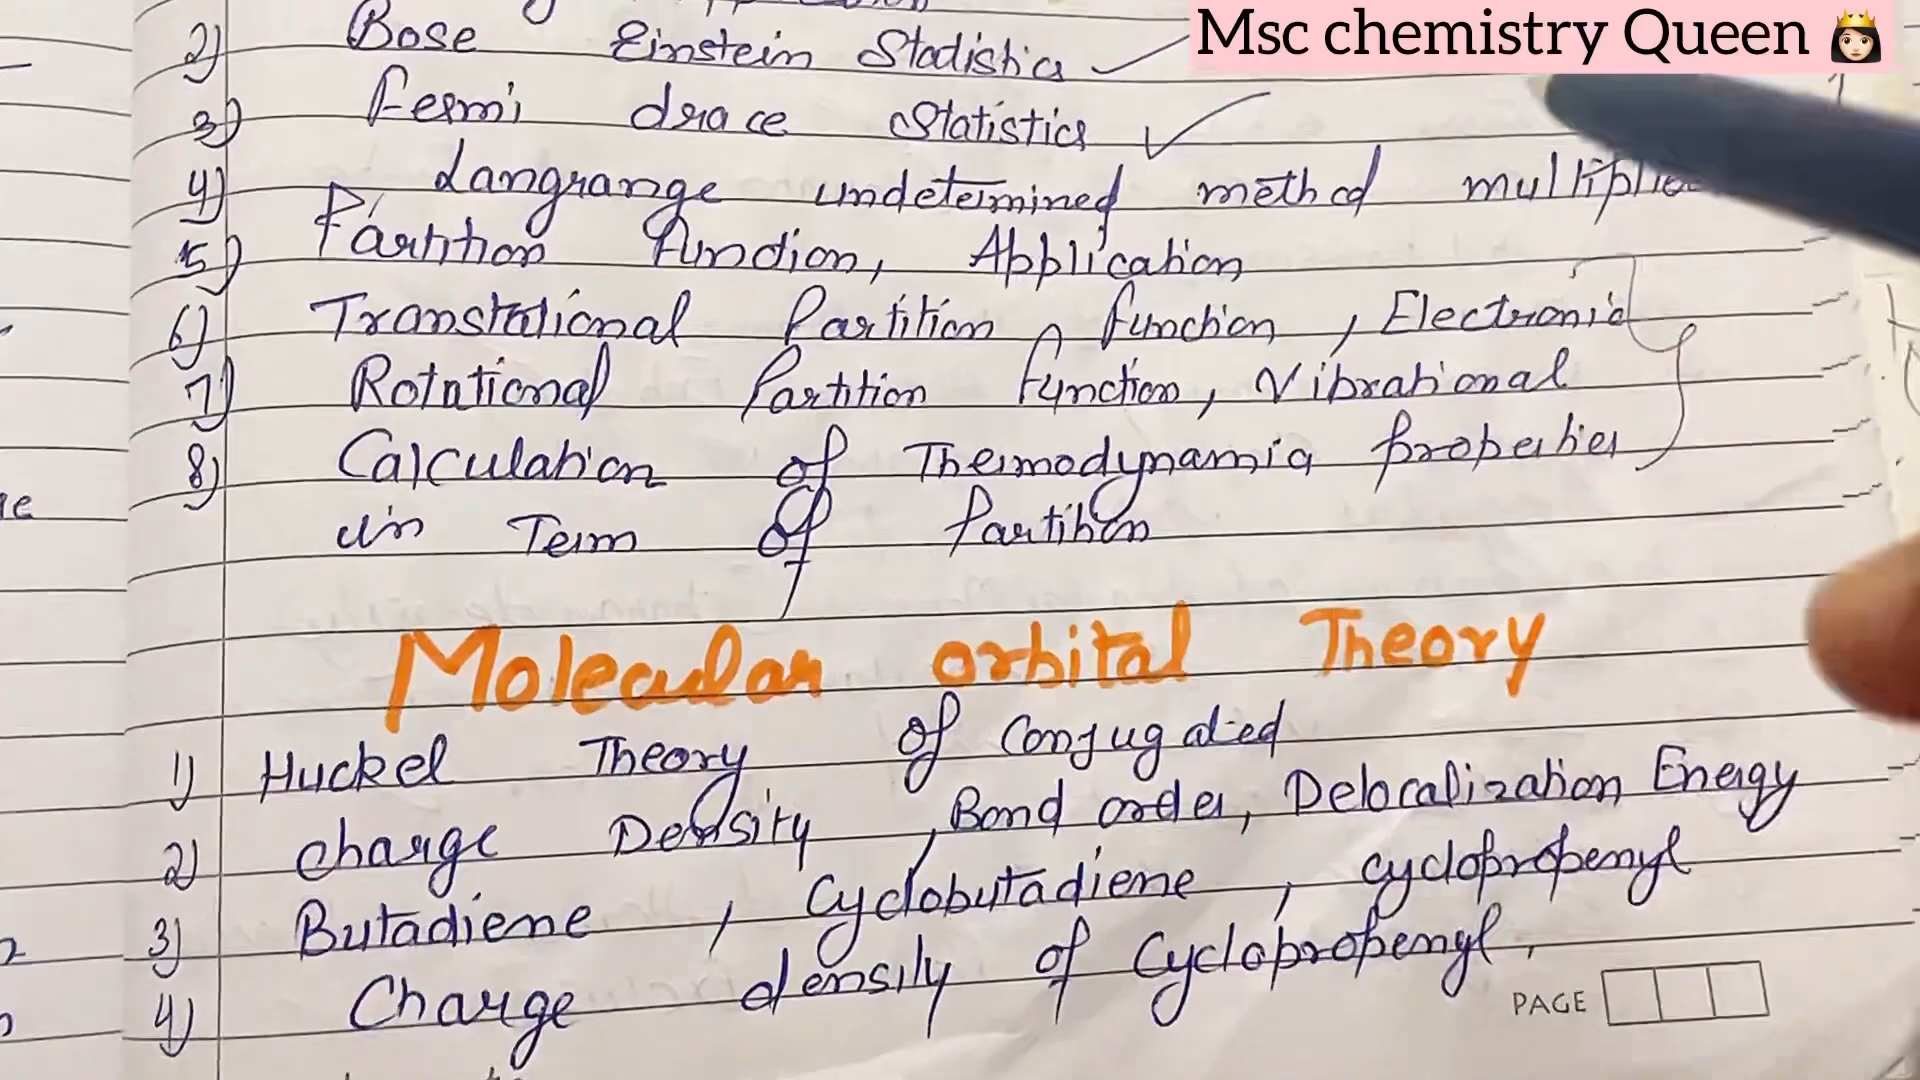 Msc chemistry Queen 👸🏻
2) Bose Einstein Statistics ✓
3) Fermi drace Statistics ✓
4) Langrange undetermined method
5) Partition function, Application
6) Transtational Partition function, Electronic
7) Rotational Partition function, Vibrational
8) Calculation of Thermodynamic properties
in Term of Partition
Molecular orbital Theory
1) Huckel Theory of Conjugated
2) charge Density, Bond order, Delocalization Energy
3) Butadiene, Cyclobutadiene, cyclopropenyl
4) Charge density of Cyclopropenyl,
PAGE